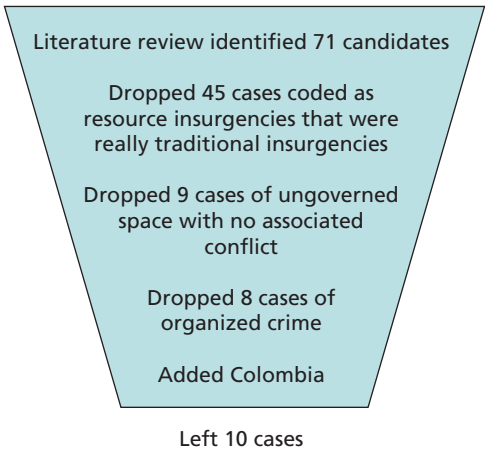 Literature review identified 71 candidates
Dropped 45 cases coded as
resource insurgencies that were
really traditional insurgencies
Dropped 9 cases of ungoverned
space with no associated
conflict
Dropped 8 cases of
organized crime
Added Colombia
Left 10 cases